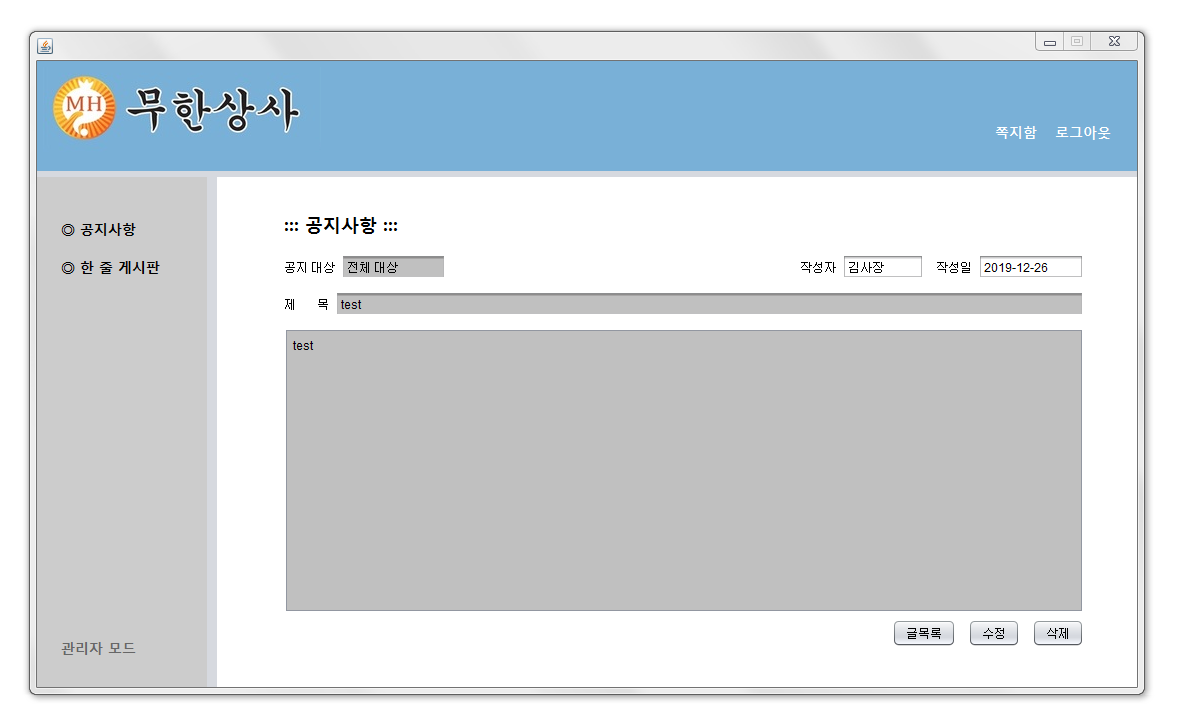 MH 무한상사
쪽지함 로그아웃
◎ 공지사항
◎ 한 줄 게시판
::: 공지사항 :::
공지 대상 전체 대상 작성자 김사장 작성일 2019-12-26
제 목 test
test
글목록 수정 삭제
관리자 모드